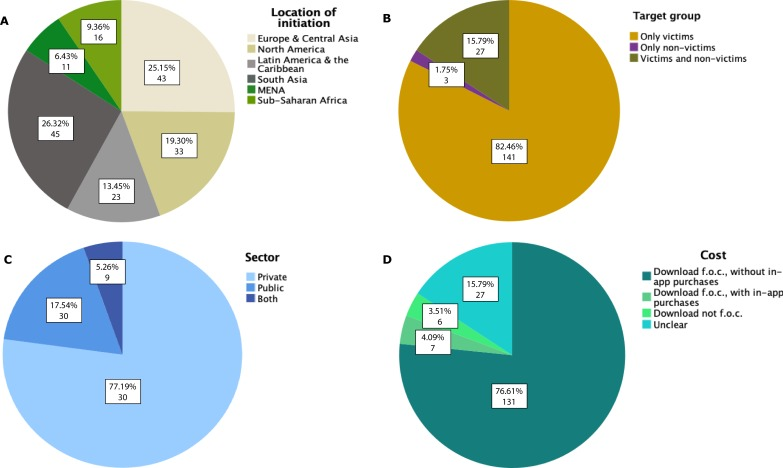 A
Location of
initiation
Europe & Central Asia
North America
Latin America & the
Caribbean
South Asia
MENA
Sub-Saharan Africa
9.36%
16
6.43%
11
25.15%
43
26.32%
45
19.30%
33
13.45%
23
B
Target group
Only victims
Only non-victims
Victims and non-victims
15.79%
27
1.75%
3
82.46%
141
C
Sector
Private
Public
Both
5.26%
9
17.54%
30
77.19%
30
D
Cost
Download f.o.c., without in-
app purchases
Download f.o.c., with in-app
purchases
Download not f.o.c.
Unclear
15.79%
27
3.51%
6
4.09%
7
76.61%
131